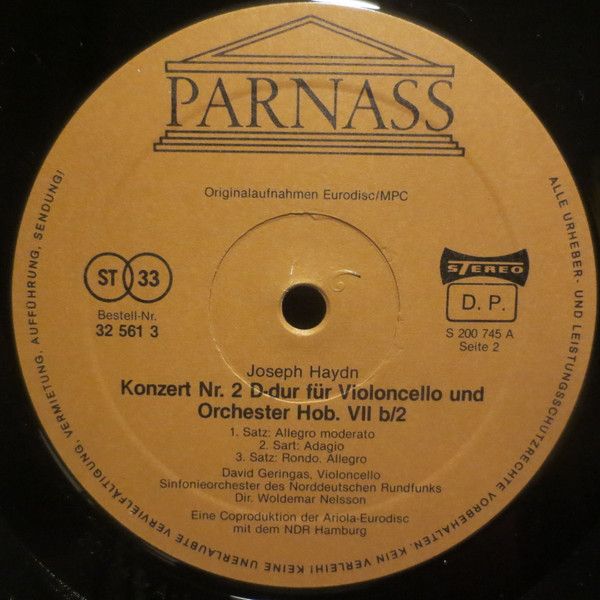 PARNASS
Originalaufnahmen Eurodisc/MPC
ST 33
Bestell-Nr.
32 561 3
STEREO
D. P.
S 200 745 A
Seite 2
Joseph Haydn
Konzert Nr. 2 D-dur für Violoncello und
Orchester Hob. VII b/2
1. Satz: Allegro moderato
2. Sart: Adagio
3. Satz: Rondo. Allegro
David Geringas, Violoncello
Sinfonieorchester des Norddeutschen Rundfunks
Dir. Woldemar Nelsson
Eine Coproduktion der Ariola-Eurodisc
mit dem NDR Hamburg
ALLE URHEBER- UND LEISTUNGSSCHUTZRECHTE VORBEHALTEN. KEIN VERLEIH! KEINE UNERLAUBTE VERVIELFÄLTIGUNG, VERMIETUNG, AUFFÜHRUNG, SENDUNG!